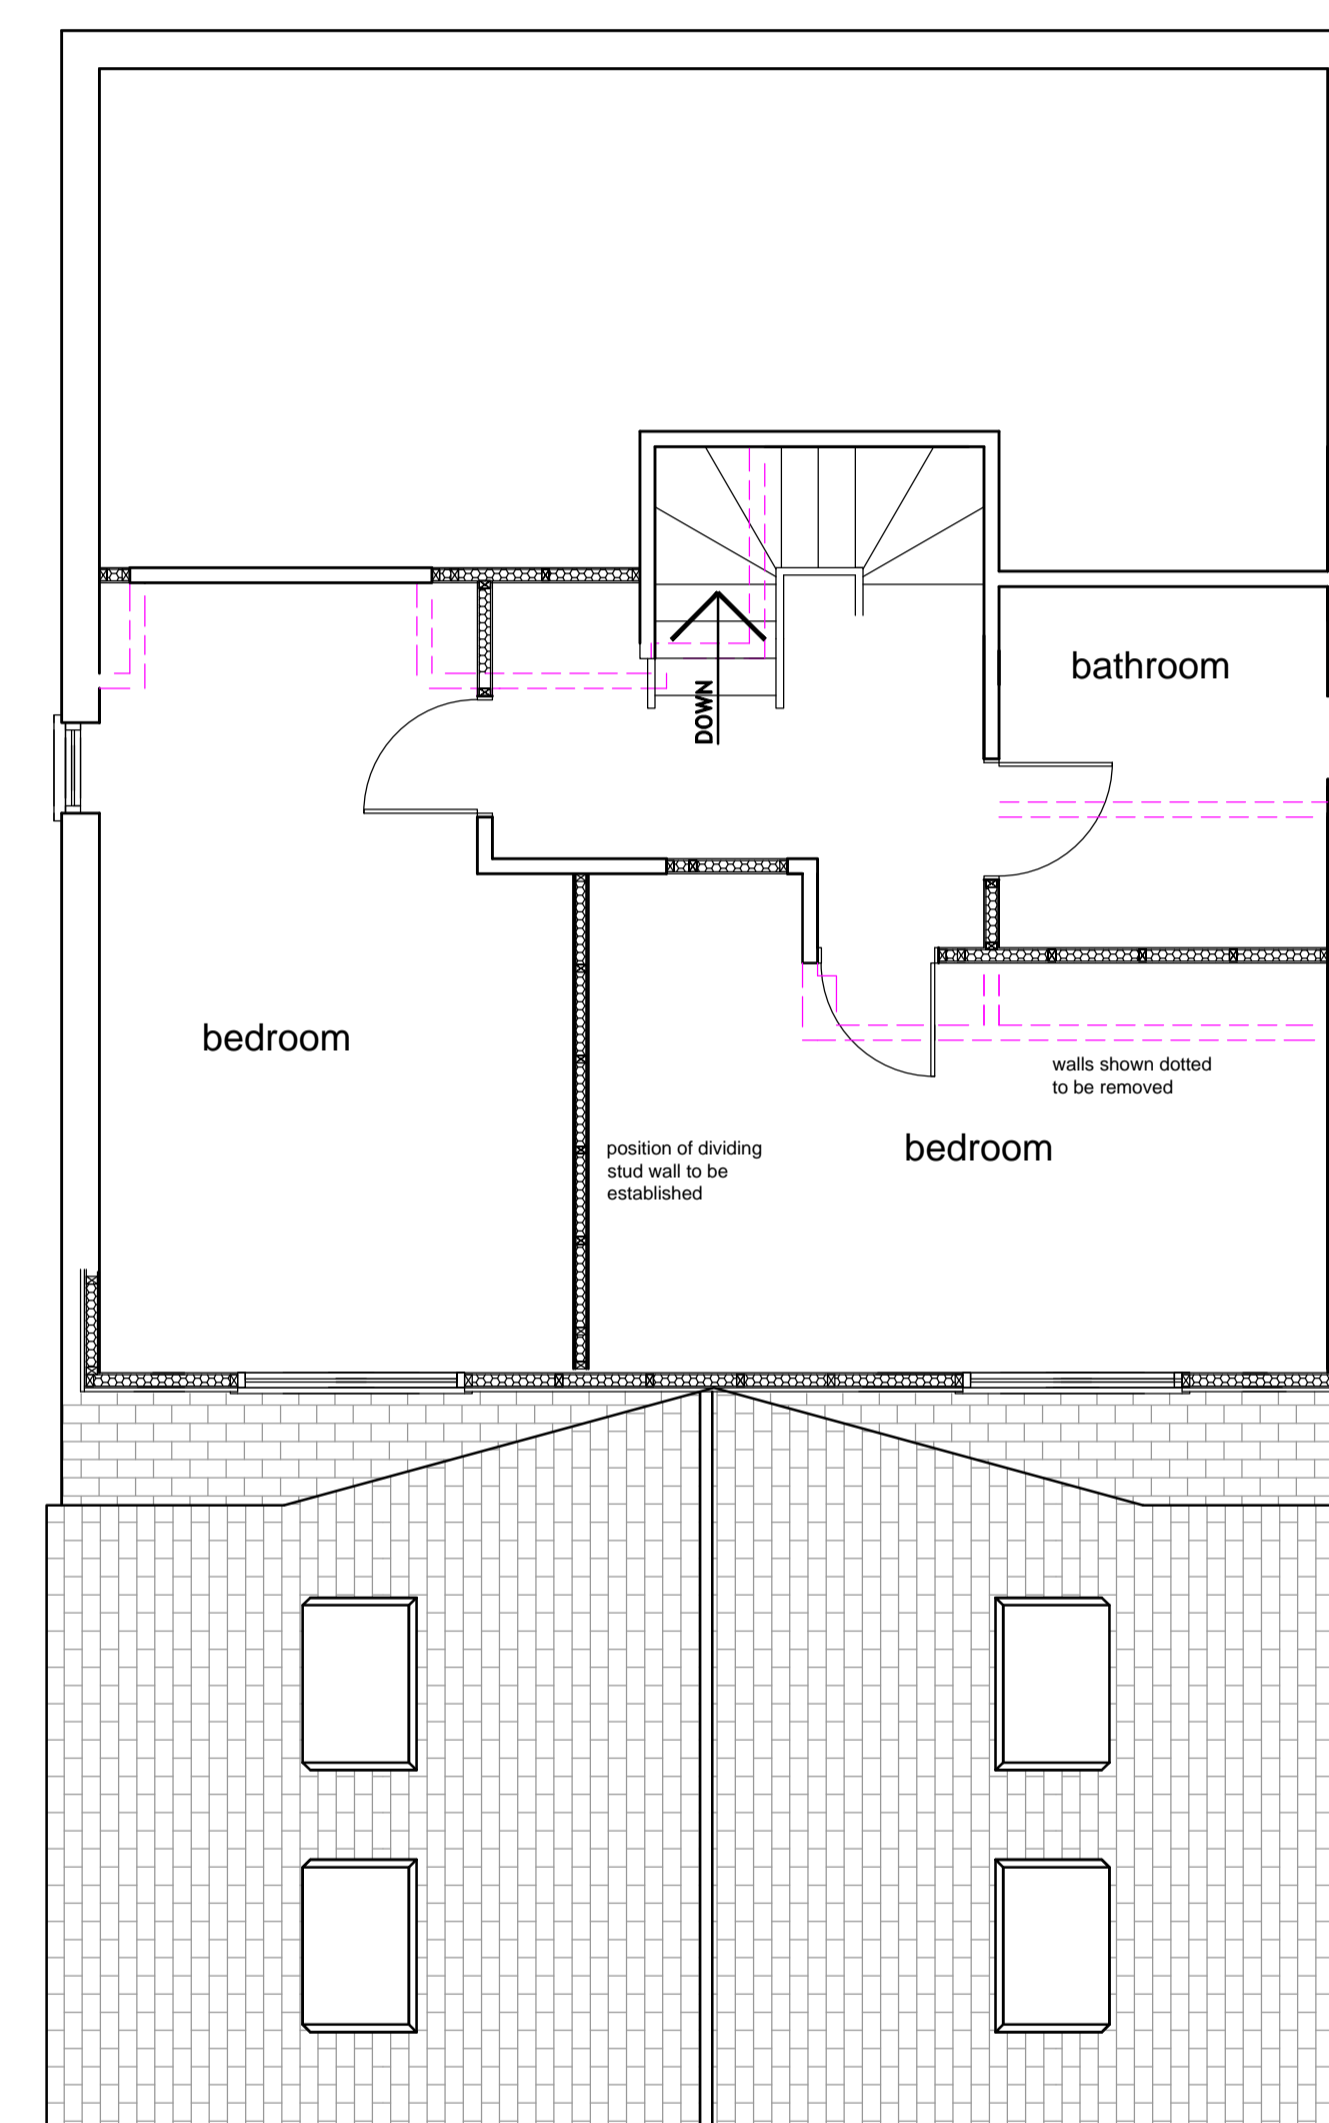 bathroom
DOWN
bedroom
walls shown dotted
to be removed
position of dividing
stud wall to be
established
bedroom